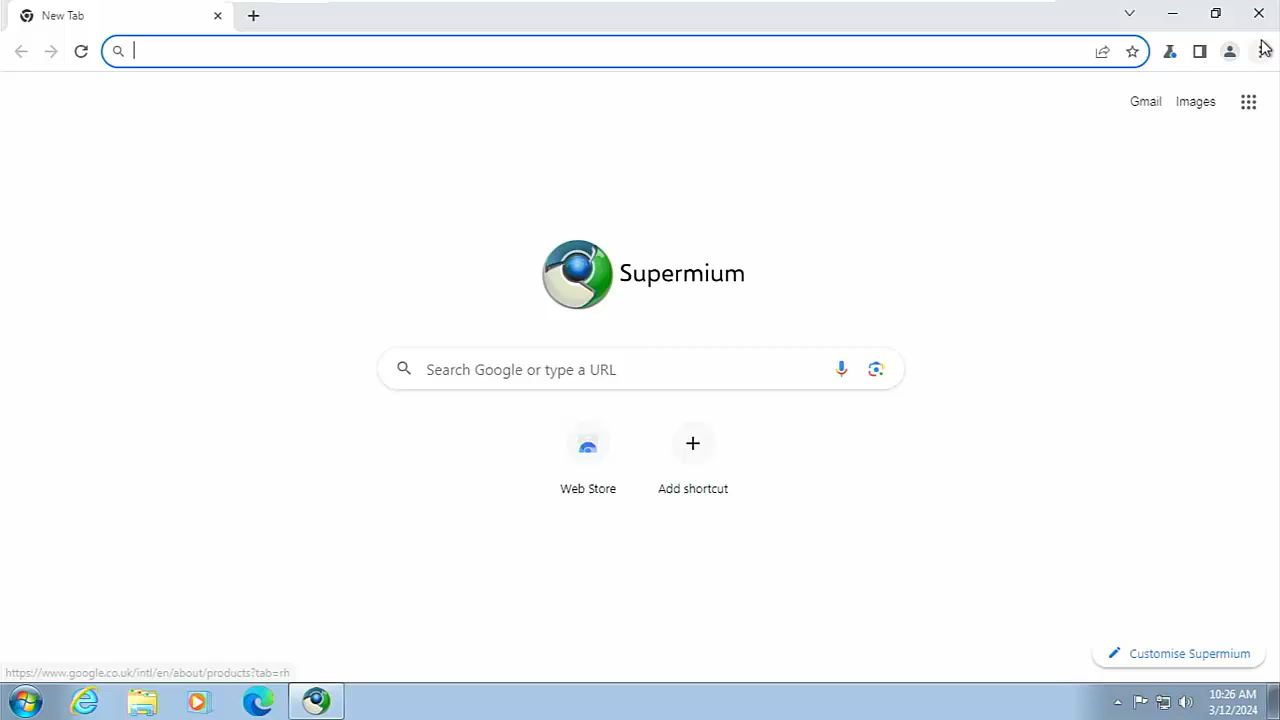 New Tab
Gmail Images
Supermium
Search Google or type a URL
Web Store Add shortcut
Customise Supermium
https://www.google.co.uk/intl/en/about/products?tab=rh
10:26 AM
3/12/2024